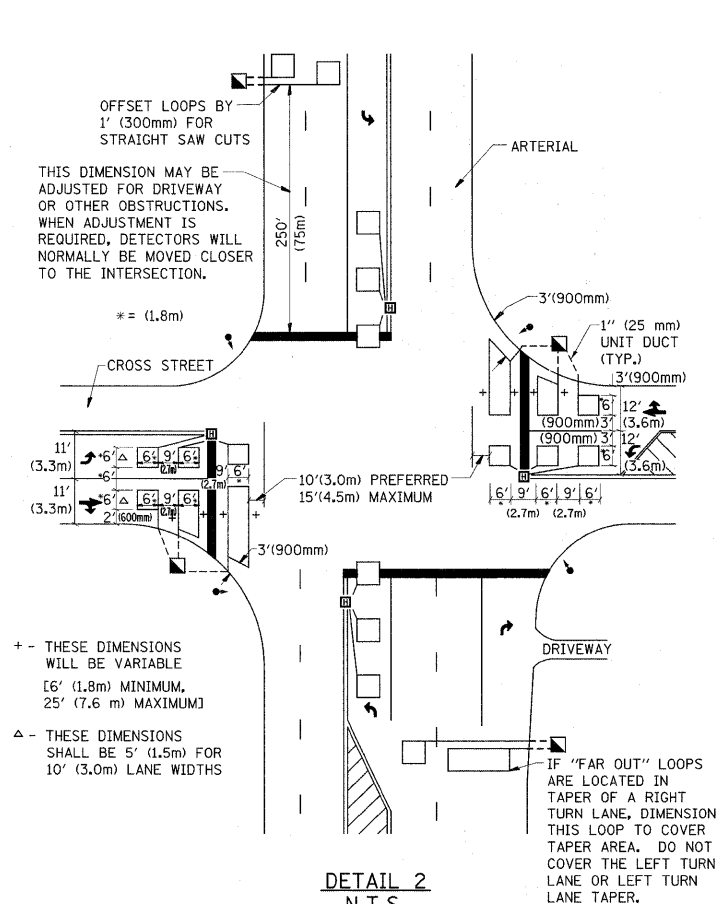 OFFSET LOOPS BY
1' (300mm) FOR
STRAIGHT SAW CUTS
THIS DIMENSION MAY BE
ADJUSTED FOR DRIVEWAY
OR OTHER OBSTRUCTIONS.
WHEN ADJUSTMENT IS
REQUIRED, DETECTORS WILL
NORMALLY BE MOVED CLOSER
TO THE INTERSECTION.
250'
(75m)
* = (1.8m)
ARTERIAL
CROSS STREET
H
3'(900mm)
1" (25 mm)
UNIT DUCT
(TYP.)
3'(900mm)
+ + +
*6'
12'
(3.6m)
(900mm) 3'
(900mm) 3'
*6'
12'
(3.6m)
H
6' 9' 6' 9' 6'
* * *
(2.7m) (2.7m)
10'(3.0m) PREFERRED
15'(4.5m) MAXIMUM
H
11'
(3.3m)
*6' △ 6' 9' 6'
* (2.7m) *
*6'
9' 6'
(2.7m) *
11'
(3.3m)
*6' △ 6' 9' 6'
* (2.7m) *
2' (600mm) + + + +
3'(900mm)
H
DRIVEWAY
+ - THESE DIMENSIONS
WILL BE VARIABLE
[6' (1.8m) MINIMUM,
25' (7.6 m) MAXIMUM]
△ - THESE DIMENSIONS
SHALL BE 5' (1.5m) FOR
10' (3.0m) LANE WIDTHS
IF "FAR OUT" LOOPS
ARE LOCATED IN
TAPER OF A RIGHT
TURN LANE, DIMENSION
THIS LOOP TO COVER
TAPER AREA. DO NOT
COVER THE LEFT TURN
LANE OR LEFT TURN
LANE TAPER.
DETAIL 2
N.T.S.